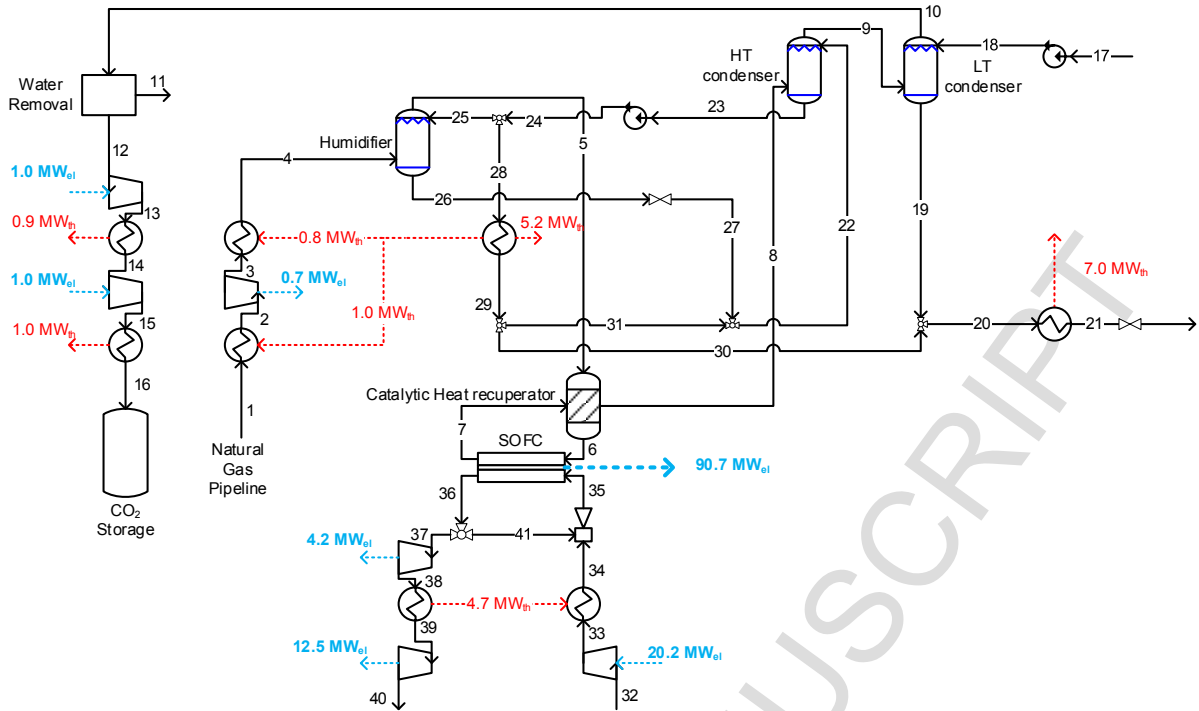 10
9
HT
condenser
18
17
LT
condenser
Water
Removal
11
23
25
24
5
Humidifier
12
4
28
1.0 MWel
26
19
13
27
22
0.9 MWth
0.8 MWth
5.2 MWth
8
7.0 MWth
14
3
1.0 MWel
0.7 MWel
29
1.0 MWth
15
2
31
20
21
1.0 MWth
30
16
Catalytic Heat recuperator
1
7
SOFC
6
Natural
Gas
Pipeline
90.7 MWel
36
35
CO2
Storage
37
41
4.2 MWel
34
38
4.7 MWth
39
33
12.5 MWel
20.2 MWel
40
32
USCRIPT